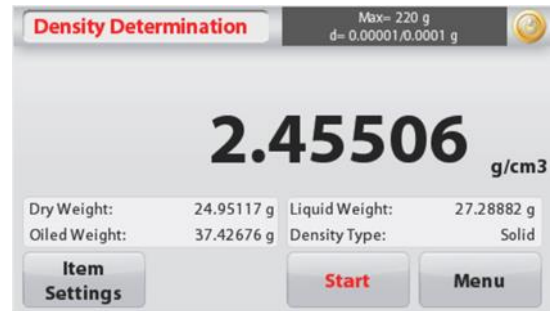 Density Determination
Max= 220 g
d= 0.00001/0.0001 g
2.45506 g/cm3
Dry Weight: 24.95117 g Liquid Weight: 27.28882 g
Oiled Weight: 37.42676 g Density Type: Solid
Item Settings
Start
Menu